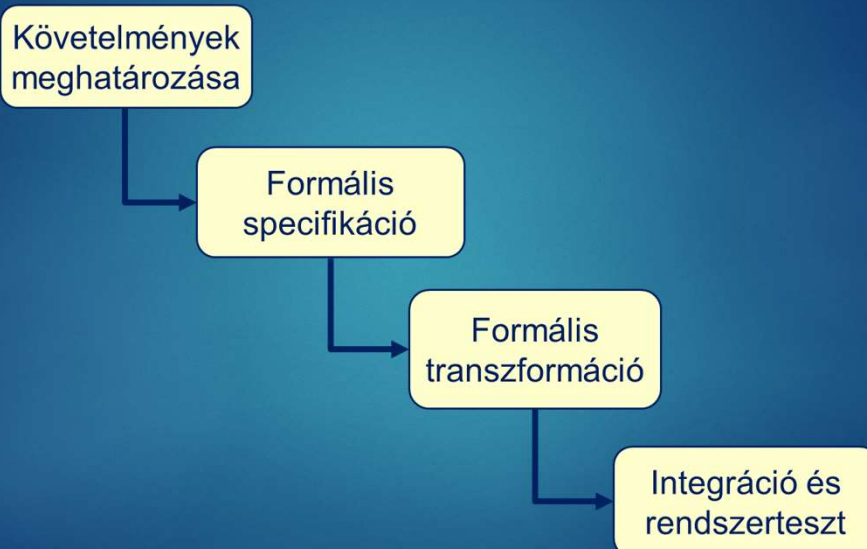 Követelmények
meghatározása
Formális
specifikáció
Formális
transzformáció
Integráció és
rendszerteszt